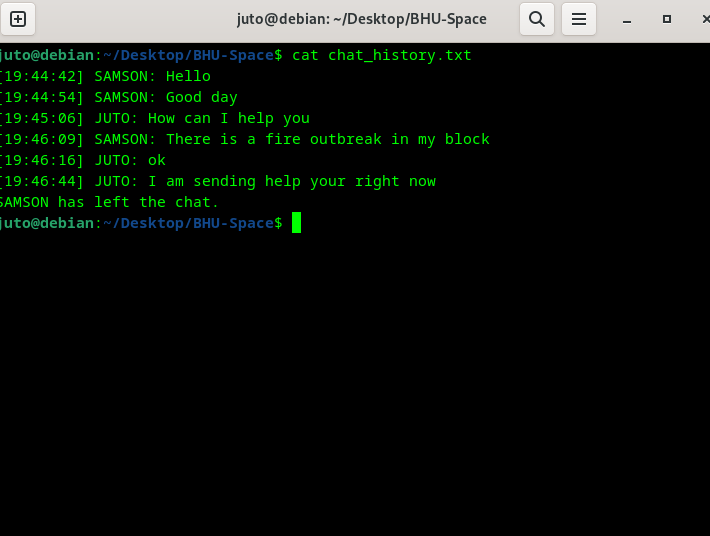 juto@debian: ~/Desktop/BHU-Space
juto@debian:~/Desktop/BHU-Space$ cat chat_history.txt
[19:44:42] SAMSON: Hello
[19:44:54] SAMSON: Good day
[19:45:06] JUTO: How can I help you
[19:46:09] SAMSON: There is a fire outbreak in my block
[19:46:16] JUTO: ok
[19:46:44] JUTO: I am sending help your right now
SAMSON has left the chat.
juto@debian:~/Desktop/BHU-Space$